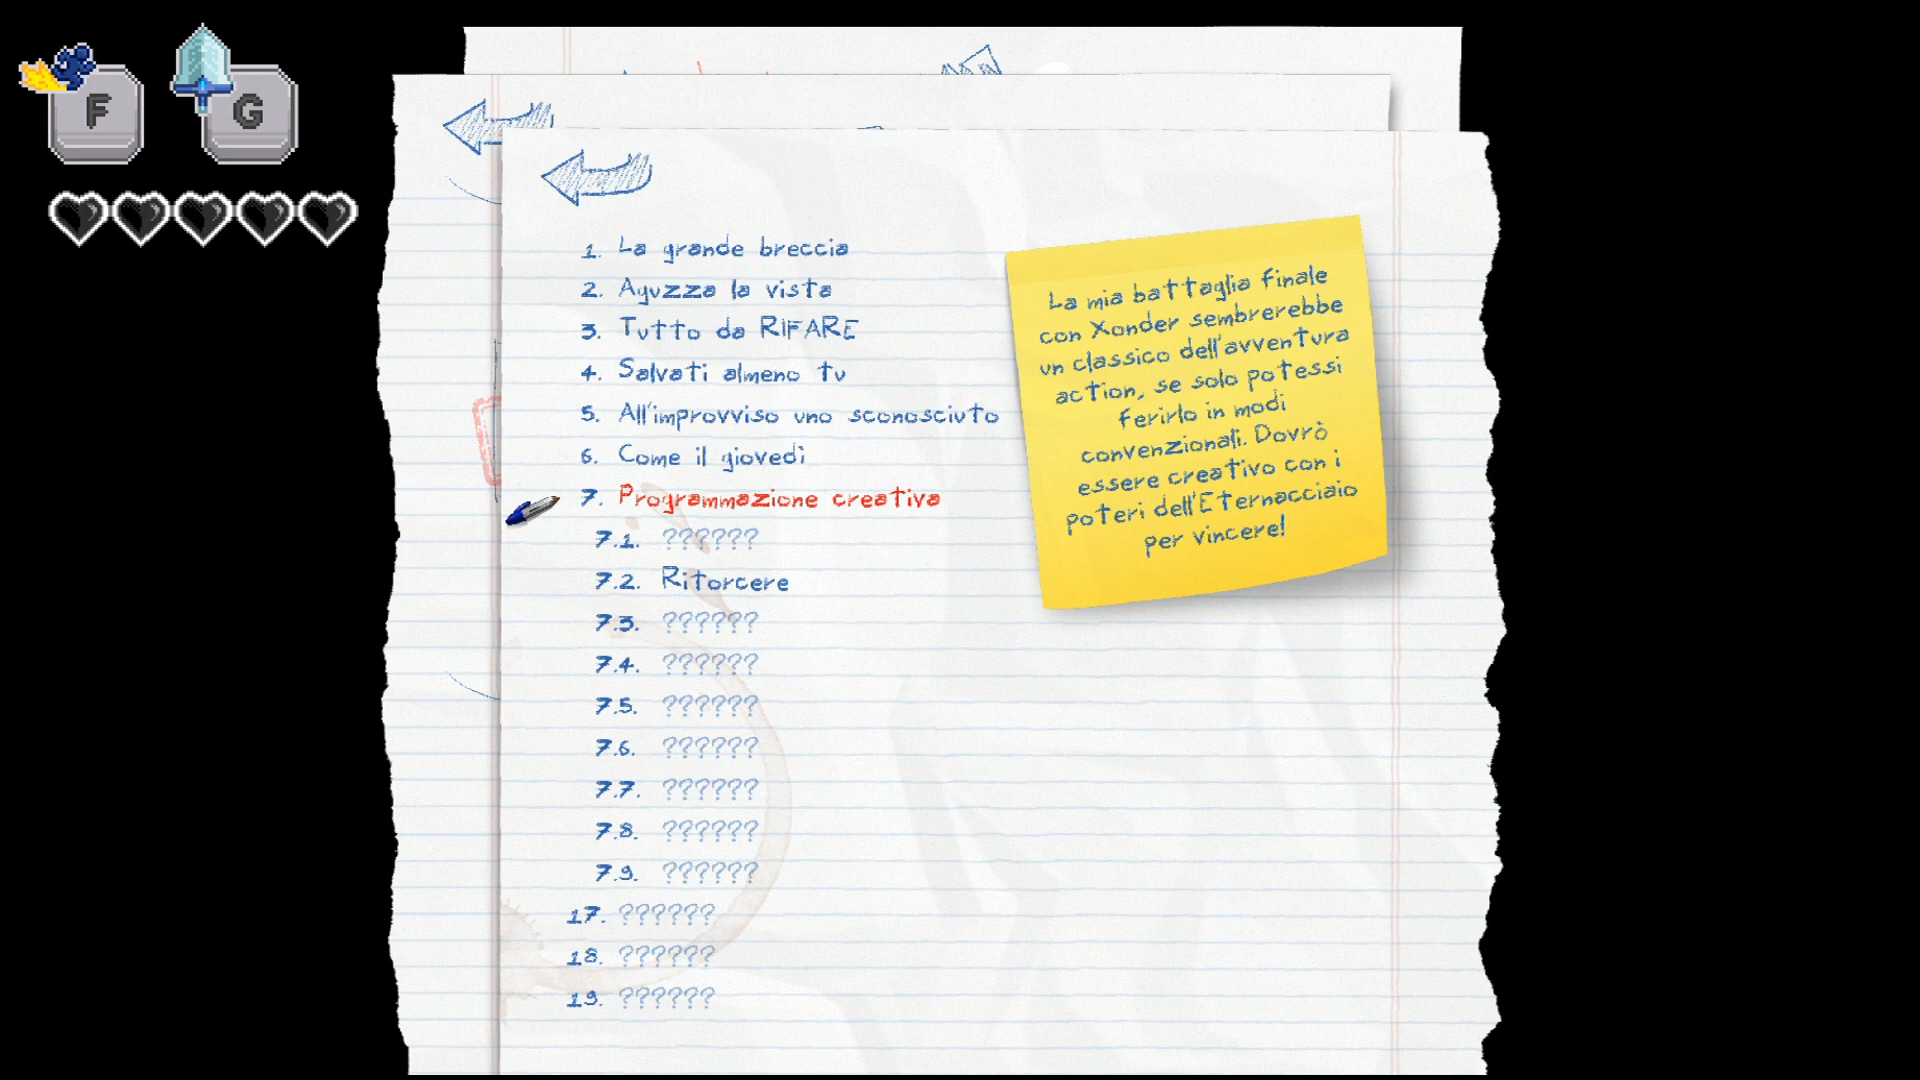 F
G
1. La grande breccia
2. Aguzza la vista
3. Tutto da RIFARE
4. Salvati almeno tu
5. All'improvviso uno sconosciuto
6. Come il giovedì
7. Programmazione creativa
7.1. ??????
7.2. Ritorcere
7.3. ??????
7.4. ??????
7.5. ??????
7.6. ??????
7.7. ??????
7.8. ??????
7.9. ??????
17. ??????
18. ??????
19. ??????
La mia battaglia finale
con Xonder sembrerebbe
un classico dell'avventura
action, se solo potessi
ferirlo in modi
convenzionali. Dovrò
essere creativo con i
poteri dell'Eternacciaio
per vincere!